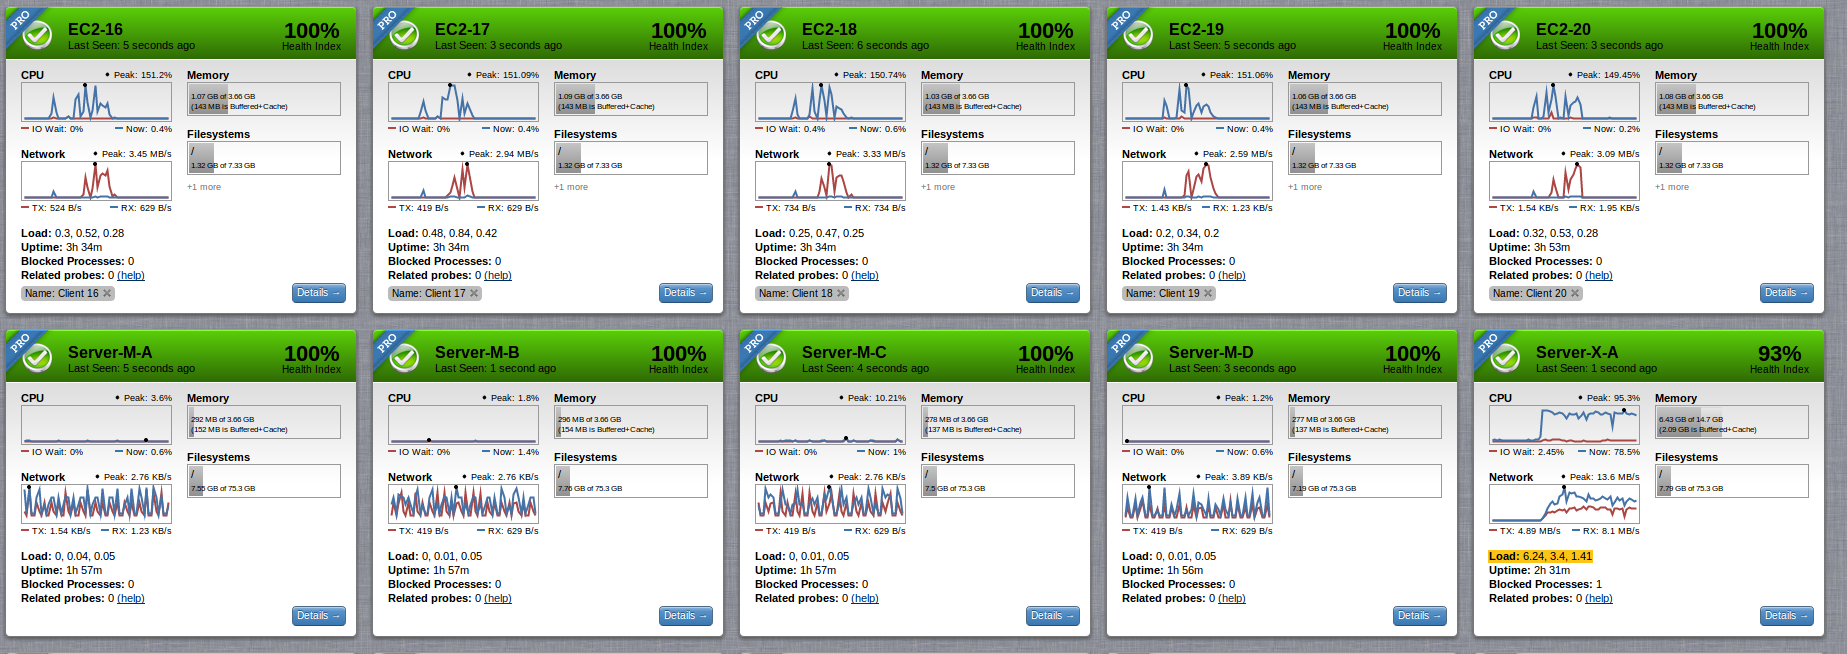 PRO
EC2-16
Last Seen: 5 seconds ago
100%
Health Index
CPU
Peak: 151.2%
IO Wait: 0% Now: 0.4%
Memory
1.07 GB of 3.66 GB
(143 MB is Buffered+Cache)
Filesystems
/
1.32 GB of 7.33 GB
+1 more
Network
Peak: 3.45 MB/s
TX: 524 B/s RX: 629 B/s
Load: 0.3, 0.52, 0.28
Uptime: 3h 34m
Blocked Processes: 0
Related probes: 0 (help)
Name: Client 16
Details →
PRO
EC2-17
Last Seen: 3 seconds ago
100%
Health Index
CPU
Peak: 151.09%
IO Wait: 0% Now: 0.4%
Memory
1.09 GB of 3.66 GB
(143 MB is Buffered+Cache)
Filesystems
/
1.32 GB of 7.33 GB
+1 more
Network
Peak: 2.94 MB/s
TX: 419 B/s RX: 629 B/s
Load: 0.48, 0.84, 0.42
Uptime: 3h 34m
Blocked Processes: 0
Related probes: 0 (help)
Name: Client 17
Details →
PRO
EC2-18
Last Seen: 6 seconds ago
100%
Health Index
CPU
Peak: 150.74%
IO Wait: 0.4% Now: 0.6%
Memory
1.03 GB of 3.66 GB
(143 MB is Buffered+Cache)
Filesystems
/
1.32 GB of 7.33 GB
+1 more
Network
Peak: 3.33 MB/s
TX: 734 B/s RX: 734 B/s
Load: 0.25, 0.47, 0.25
Uptime: 3h 34m
Blocked Processes: 0
Related probes: 0 (help)
Name: Client 18
Details →
PRO
EC2-19
Last Seen: 5 seconds ago
100%
Health Index
CPU
Peak: 151.06%
IO Wait: 0% Now: 0.4%
Memory
1.06 GB of 3.66 GB
(143 MB is Buffered+Cache)
Filesystems
/
1.32 GB of 7.33 GB
+1 more
Network
Peak: 2.59 MB/s
TX: 1.43 KB/s RX: 1.23 KB/s
Load: 0.2, 0.34, 0.2
Uptime: 3h 34m
Blocked Processes: 0
Related probes: 0 (help)
Name: Client 19
Details →
PRO
EC2-20
Last Seen: 3 seconds ago
100%
Health Index
CPU
Peak: 149.45%
IO Wait: 0% Now: 0.2%
Memory
1.08 GB of 3.66 GB
(143 MB is Buffered+Cache)
Filesystems
/
1.32 GB of 7.33 GB
+1 more
Network
Peak: 3.09 MB/s
TX: 1.54 KB/s RX: 1.95 KB/s
Load: 0.32, 0.53, 0.28
Uptime: 3h 53m
Blocked Processes: 0
Related probes: 0 (help)
Name: Client 20
Details →
PRO
Server-M-A
Last Seen: 5 seconds ago
100%
Health Index
CPU
Peak: 3.6%
IO Wait: 0% Now: 0.6%
Memory
292 MB of 3.66 GB
(152 MB is Buffered+Cache)
Filesystems
/
7.55 GB of 75.3 GB
Network
Peak: 2.76 KB/s
TX: 1.54 KB/s RX: 1.23 KB/s
Load: 0, 0.04, 0.05
Uptime: 1h 57m
Blocked Processes: 0
Related probes: 0 (help)
Details →
PRO
Server-M-B
Last Seen: 1 second ago
100%
Health Index
CPU
Peak: 1.8%
IO Wait: 0% Now: 1.4%
Memory
296 MB of 3.66 GB
(154 MB is Buffered+Cache)
Filesystems
/
7.76 GB of 75.3 GB
Network
Peak: 2.76 KB/s
TX: 419 B/s RX: 629 B/s
Load: 0, 0.01, 0.05
Uptime: 1h 57m
Blocked Processes: 0
Related probes: 0 (help)
Details →
PRO
Server-M-C
Last Seen: 4 seconds ago
100%
Health Index
CPU
Peak: 10.21%
IO Wait: 0% Now: 1%
Memory
278 MB of 3.66 GB
(137 MB is Buffered+Cache)
Filesystems
/
7.5 GB of 75.3 GB
Network
Peak: 2.76 KB/s
TX: 419 B/s RX: 629 B/s
Load: 0, 0.01, 0.05
Uptime: 1h 57m
Blocked Processes: 0
Related probes: 0 (help)
Details →
PRO
Server-M-D
Last Seen: 3 seconds ago
100%
Health Index
CPU
Peak: 1.2%
IO Wait: 0% Now: 0.6%
Memory
277 MB of 3.66 GB
(137 MB is Buffered+Cache)
Filesystems
/
7.19 GB of 75.3 GB
Network
Peak: 3.89 KB/s
TX: 419 B/s RX: 629 B/s
Load: 0, 0.01, 0.05
Uptime: 1h 56m
Blocked Processes: 0
Related probes: 0 (help)
Details →
PRO
Server-X-A
Last Seen: 1 second ago
93%
Health Index
CPU
Peak: 95.3%
IO Wait: 2.45% Now: 78.5%
Memory
6.43 GB of 14.7 GB
(2.09 GB is Buffered+Cache)
Filesystems
/
7.79 GB of 75.3 GB
Network
Peak: 13.6 MB/s
TX: 4.89 MB/s RX: 8.1 MB/s
Load: 6.24, 3.4, 1.41
Uptime: 2h 31m
Blocked Processes: 1
Related probes: 0 (help)
Details →